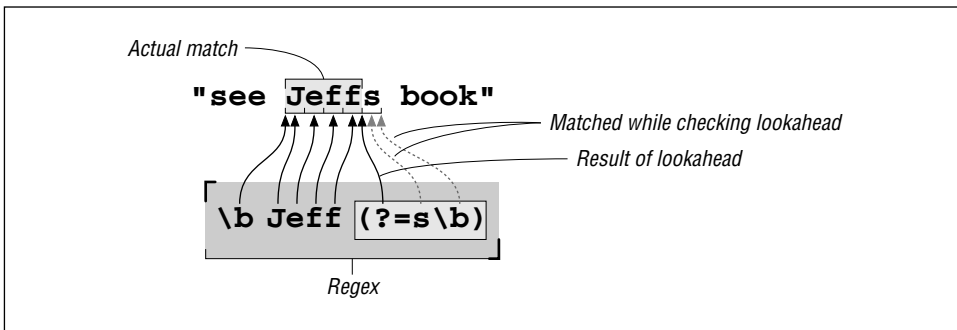 Actual match
"see Jeffs book"
Matched while checking lookahead
Result of lookahead
\b Jeff (?=s\b)
Regex